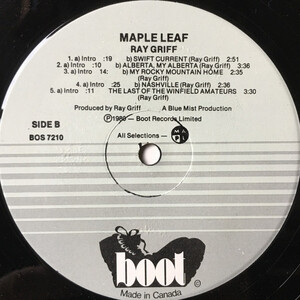 MAPLE LEAF
RAY GRIFF
1. a) Intro :19 b) SWIFT CURRENT (Ray Griff) 2:51
2. a) Intro :10 b) ALBERTA, MY ALBERTA (Ray Griff) 3:36
3. a) Intro 14: b) MY ROCKY MOUNTAIN HOME 3:35
(Ray Griff)
4. a) Intro :25 b) NASHVILLE (Ray Griff) 4:24
5. a) Intro :11 THE LAST OF THE WINFIELD AMATEURS 3:36
(Ray Griff)
Produced by Ray Griff A Blue Mist Production
SIDE B
Boot Records Limited
BOS 7210
All Selections —
boot
©
Made in Canada